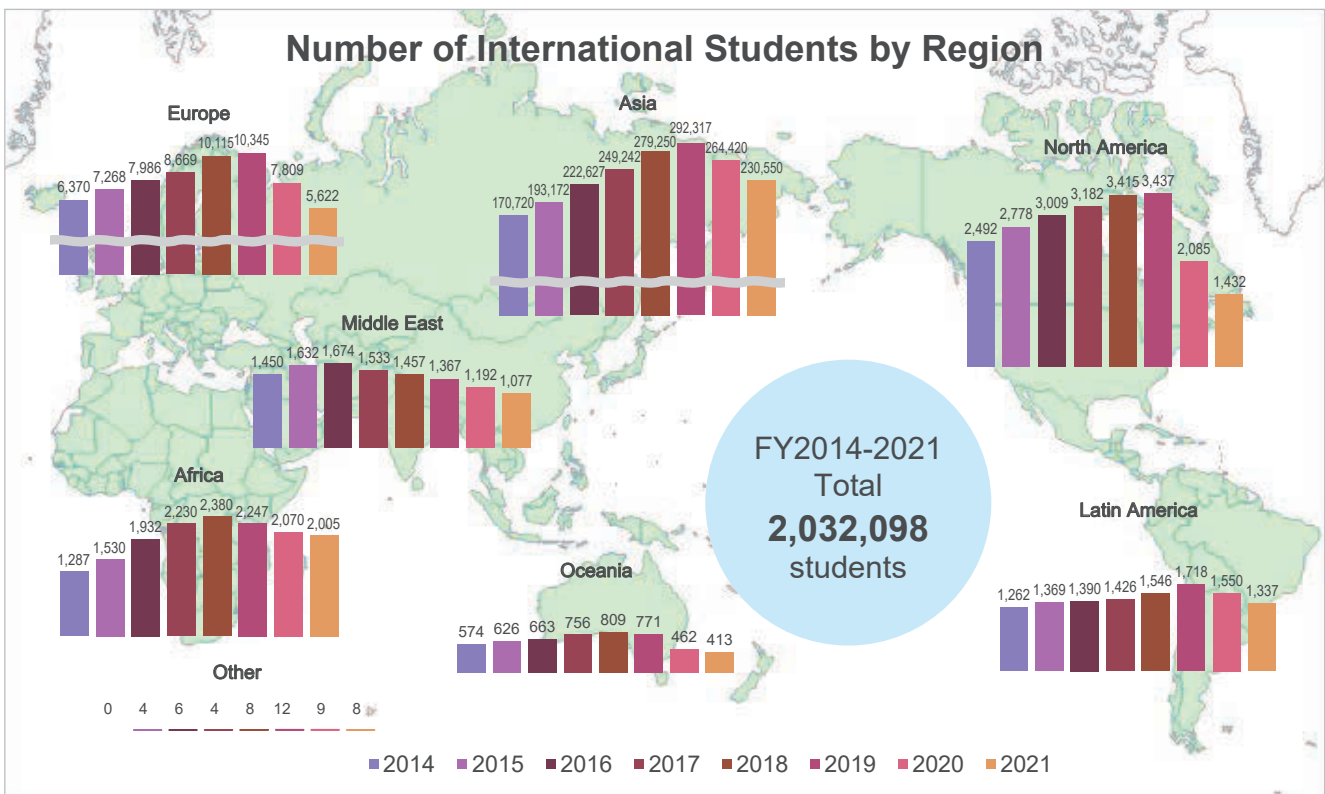 Number of International Students by Region
Europe
6,370 7,268 7,986 8,669 10,115 10,345 7,809 5,622
Asia
170,720 193,172 222,627 249,242 279,250 292,317 264,420 230,550
North America
2,492 2,778 3,009 3,182 3,415 3,437 2,085 1,432
Middle East
1,450 1,632 1,674 1,533 1,457 1,367 1,192 1,077
Africa
1,287 1,530 1,932 2,230 2,380 2,247 2,070 2,005
FY2014-2021
Total
2,032,098
students
Latin America
1,262 1,369 1,390 1,426 1,546 1,718 1,550 1,337
Oceania
574 626 663 756 809 771 462 413
Other
0 4 6 4 8 12 9 8
2014 2015 2016 2017 2018 2019 2020 2021